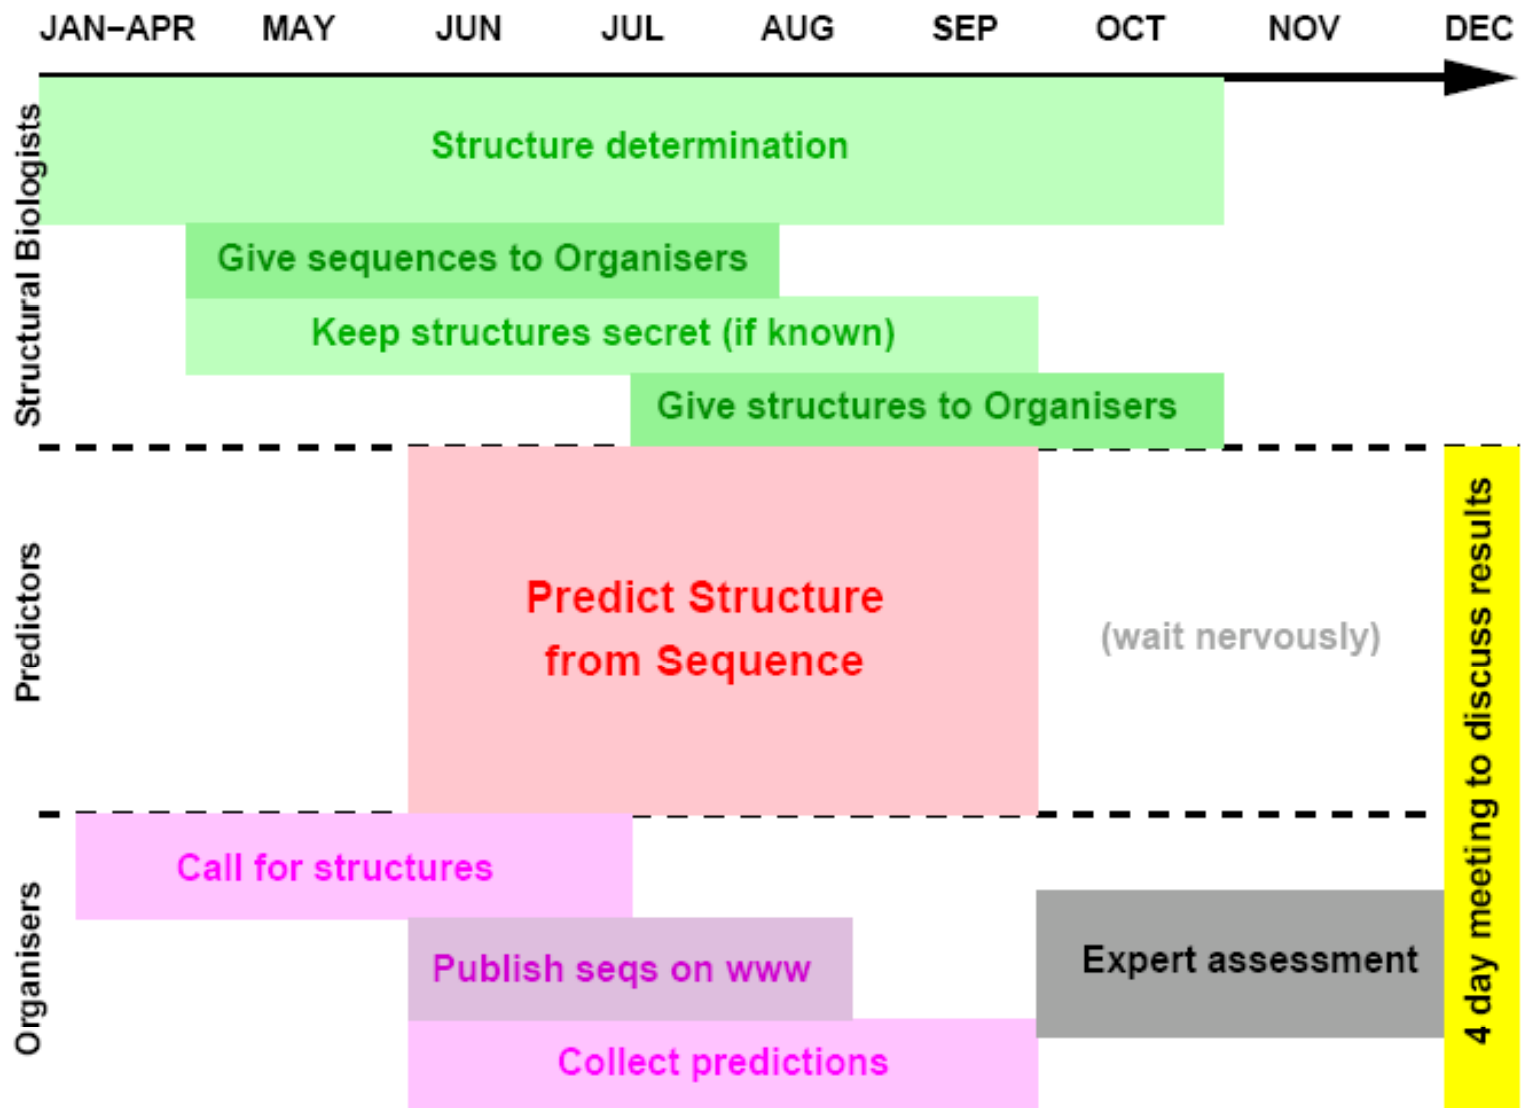 JAN–APR MAY JUN JUL AUG SEP OCT NOV DEC
Structural Biologists
Structure determination
Give sequences to Organisers
Keep structures secret (if known)
Give structures to Organisers
Predictors
Predict Structure
from Sequence
(wait nervously)
4 day meeting to discuss results
Organisers
Call for structures
Publish seqs on www
Expert assessment
Collect predictions